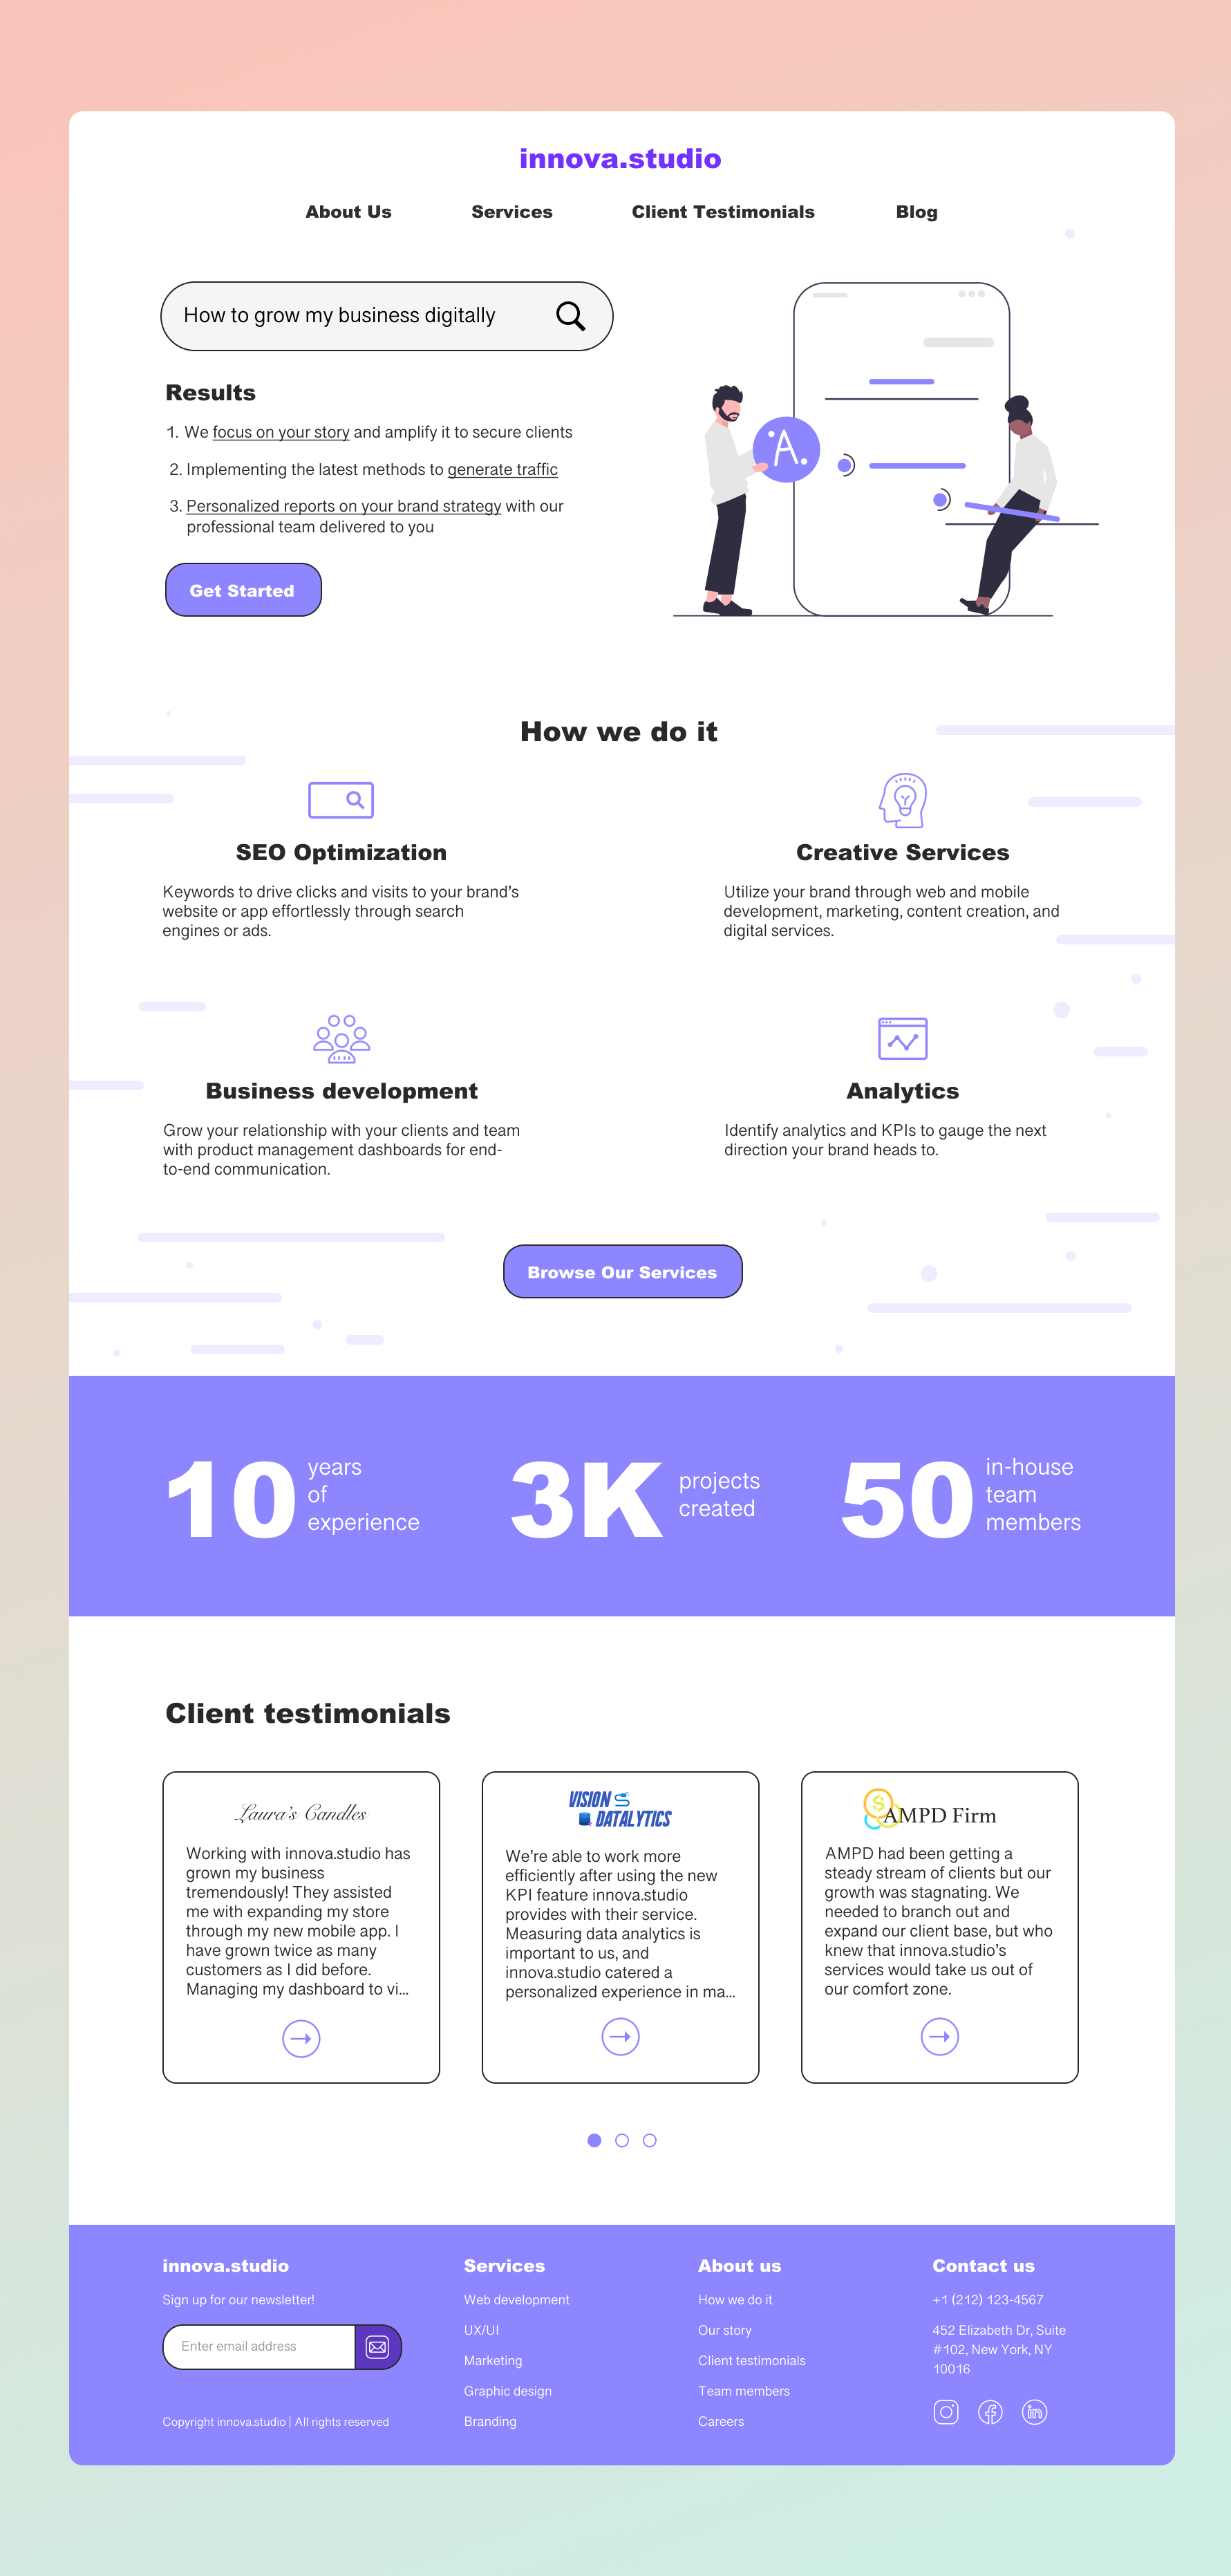 innova.studio
About Us Services Client Testimonials Blog
How to grow my business digitally
Results
1. We focus on your story and amplify it to secure clients
2. Implementing the latest methods to generate traffic
3. Personalized reports on your brand strategy with our
professional team delivered to you
Get Started
A.
How we do it
SEO Optimization
Keywords to drive clicks and visits to your brand’s
website or app effortlessly through search
engines or ads.
Creative Services
Utilize your brand through web and mobile
development, marketing, content creation, and
digital services.
Business development
Grow your relationship with your clients and team
with product management dashboards for end-
to-end communication.
Analytics
Identify analytics and KPIs to gauge the next
direction your brand heads to.
Browse Our Services
10
years
of
experience
3K
projects
created
50
in-house
team
members
Client testimonials
Laura’s Candles
Working with innova.studio has
grown my business
tremendously! They assisted
me with expanding my store
through my new mobile app. I
have grown twice as many
customers as I did before.
Managing my dashboard to vi...
VISION
DATALYTICS
We’re able to work more
efficiently after using the new
KPI feature innova.studio
provides with their service.
Measuring data analytics is
important to us, and
innova.studio catered a
personalized experience in ma...
$
AMPD Firm
AMPD had been getting a
steady stream of clients but our
growth was stagnating. We
needed to branch out and
expand our client base, but who
knew that innova.studio’s
services would take us out of
our comfort zone.
innova.studio
Sign up for our newsletter!
Enter email address
Copyright innova.studio | All rights reserved
Services
Web development
UX/UI
Marketing
Graphic design
Branding
About us
How we do it
Our story
Client testimonials
Team members
Careers
Contact us
+1 (212) 123-4567
452 Elizabeth Dr, Suite
#102, New York, NY
10016